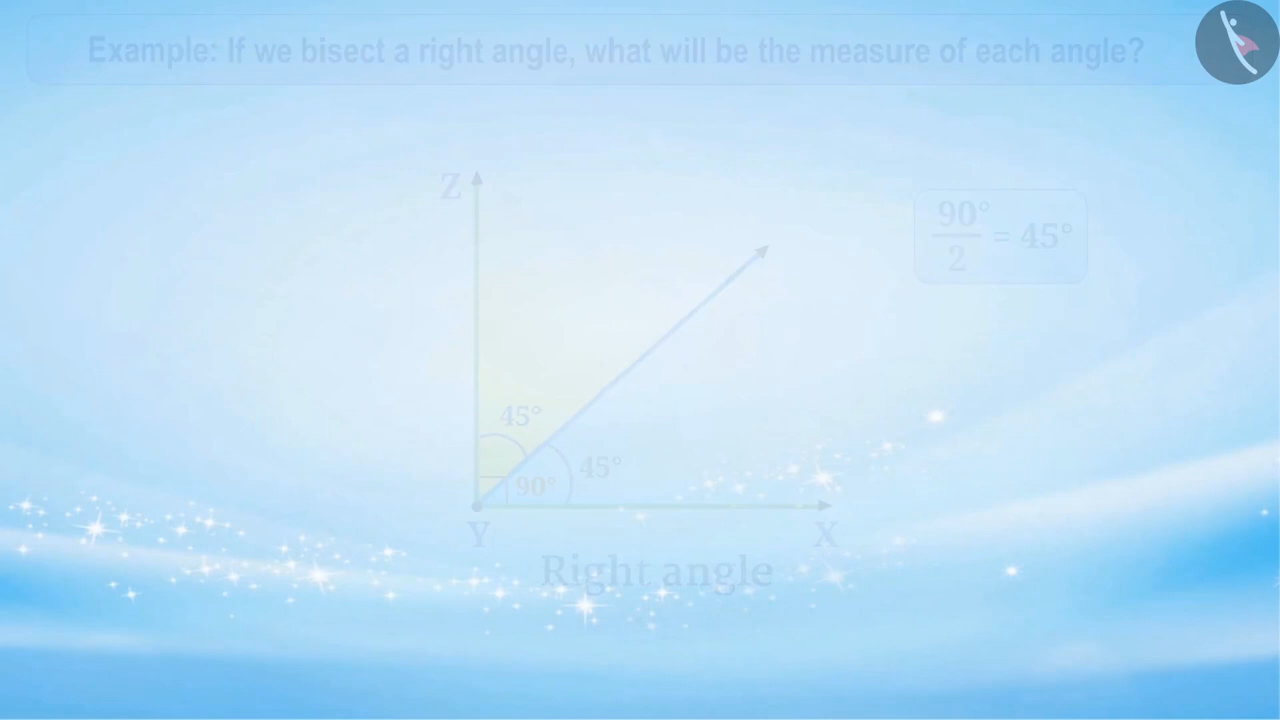 Example: If we bisect a right angle, what will be the measure of each angle?
Z
90°
2
= 45°
45°
45°
90°
Y
X
Right angle